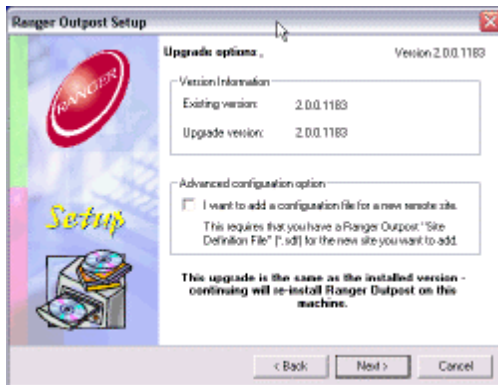 Ranger Outpost Setup
Upgrade options .
Version 2.0.0.1183
RANGER
Version Information
Existing version: 2.0.0.1183
Upgrade version: 2.0.0.1183
Advanced configuration option
I want to add a configuration file for a new remote site.
This requires that you have a Ranger Outpost "Site
Definition File" (*.sdf) for the new site you want to add.
Setup
This upgrade is the same as the installed version -
continuing will re-install Ranger Outpost on this
machine.
< Back
Next >
Cancel